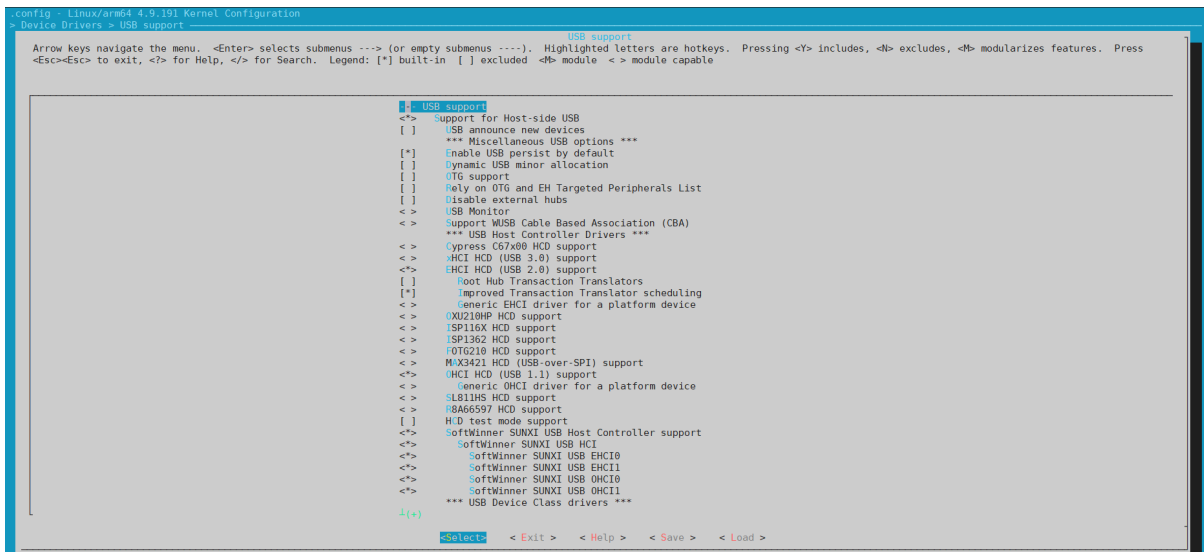 .config - Linux/arm64 4.9.191 Kernel Configuration
> Device Drivers > USB support
USB support
Arrow keys navigate the menu. <Enter> selects submenus ---> (or empty submenus ----). Highlighted letters are hotkeys. Pressing <Y> includes, <N> excludes, <M> modularizes features. Press
<Esc><Esc> to exit, <?> for Help, </> for Search. Legend: [*] built-in [ ] excluded <M> module < > module capable
--- USB support
<*> Support for Host-side USB
[ ] USB announce new devices
*** Miscellaneous USB options ***
[*] Enable USB persist by default
[ ] Dynamic USB minor allocation
[ ] OTG support
[ ] Rely on OTG and EH Targeted Peripherals List
[ ] Disable external hubs
< > USB Monitor
< > Support WUSB Cable Based Association (CBA)
*** USB Host Controller Drivers ***
< > Cypress C67x00 HCD support
< > xHCI HCD (USB 3.0) support
<*> EHCI HCD (USB 2.0) support
[ ] Root Hub Transaction Translators
[*] Improved Transaction Translator scheduling
< > Generic EHCI driver for a platform device
< > OXU210HP HCD support
< > ISP116X HCD support
< > ISP1362 HCD support
< > FOTG210 HCD support
< > MAX3421 HCD (USB-over-SPI) support
<*> OHCI HCD (USB 1.1) support
< > Generic OHCI driver for a platform device
< > SL811HS HCD support
< > R8A66597 HCD support
[ ] HCD test mode support
<*> SoftWinner SUNXI USB Host Controller support
<*> SoftWinner SUNXI USB HCI
<*> SoftWinner SUNXI USB EHCI0
<*> SoftWinner SUNXI USB EHCI1
<*> SoftWinner SUNXI USB OHCI0
<*> SoftWinner SUNXI USB OHCI1
*** USB Device Class drivers ***
┴(+)
<Select> < Exit > < Help > < Save > < Load >